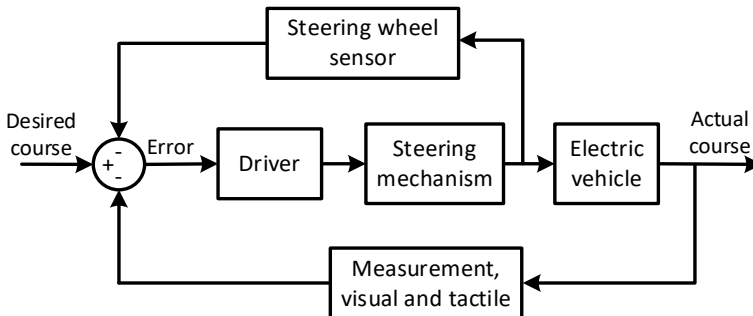 Steering wheel
sensor
Desired
course
+
-
-
Error
Driver
Steering
mechanism
Electric
vehicle
Actual
course
Measurement,
visual and tactile